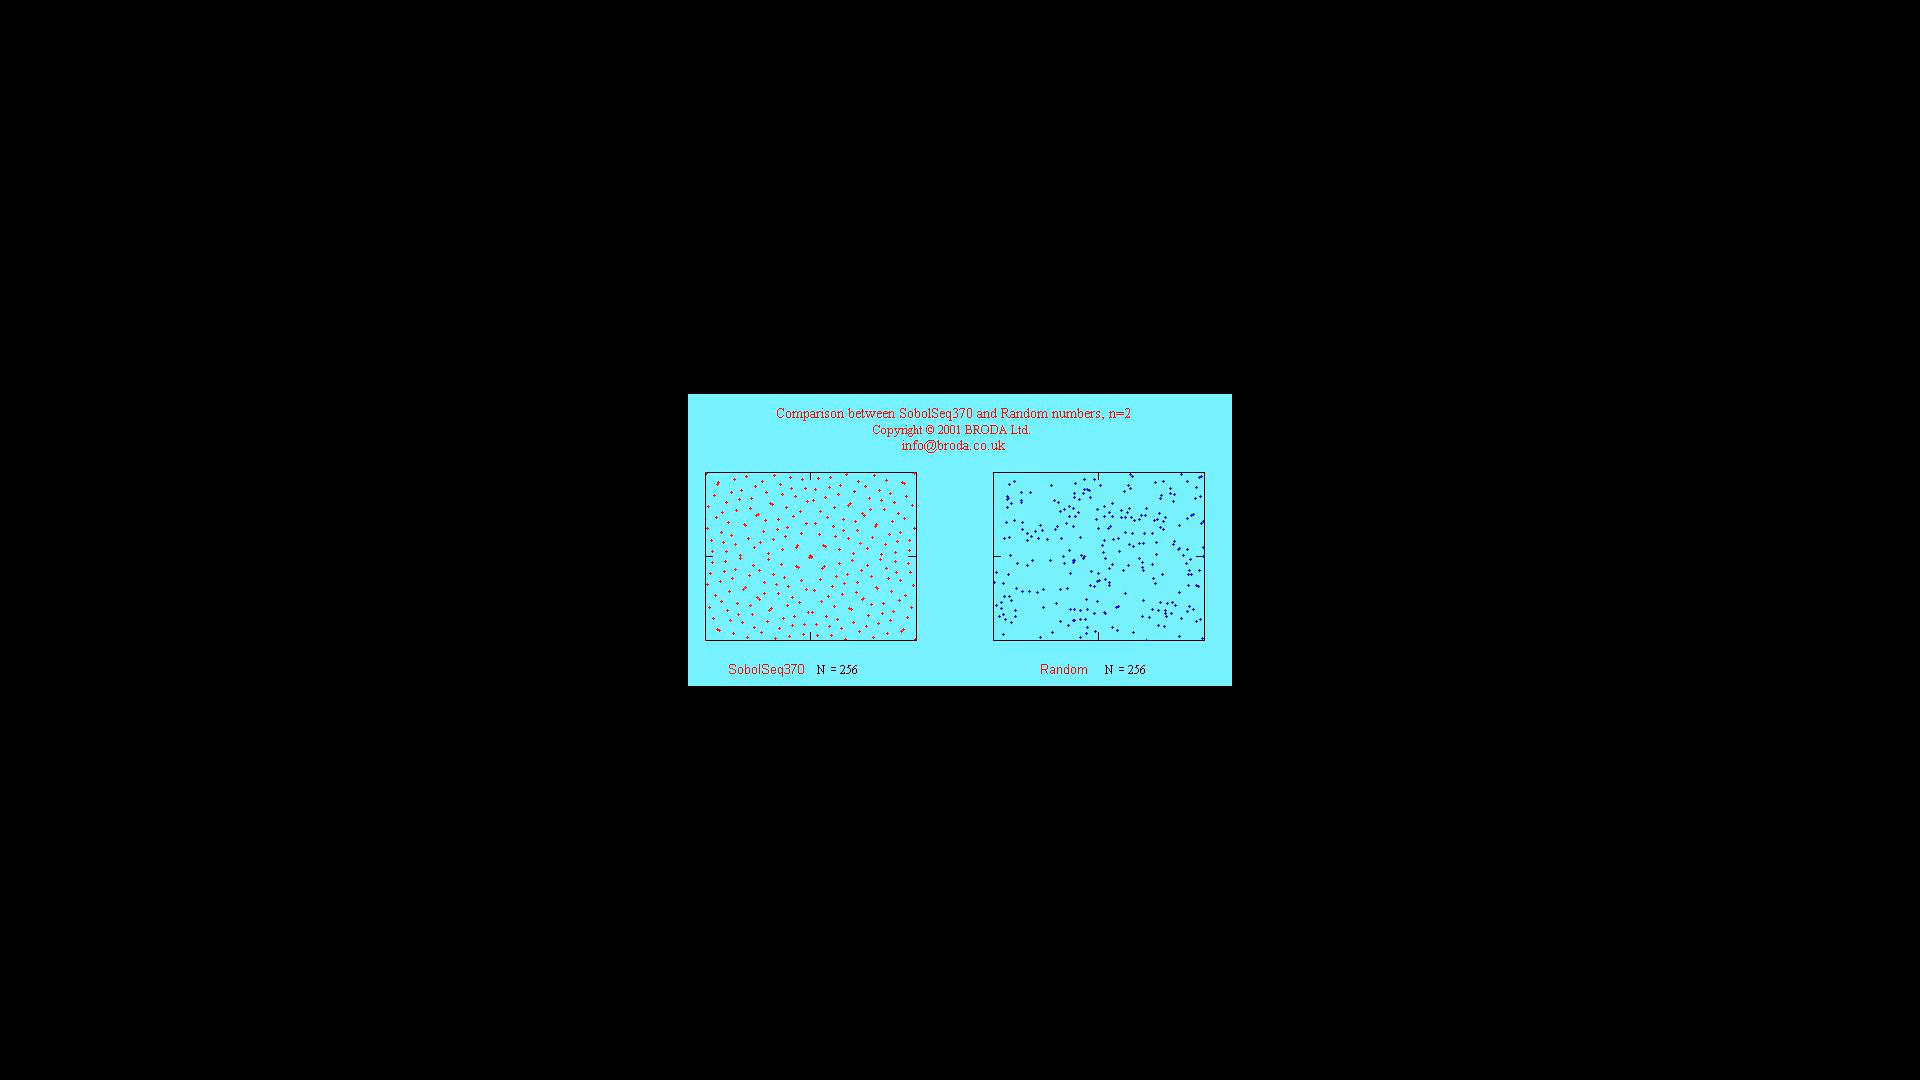 Comparison between SobolSeq370 and Random numbers, n=2
Copyright © 2001 BRODA Ltd.
info@broda.co.uk
SobolSeq370 N = 256
Random N = 256